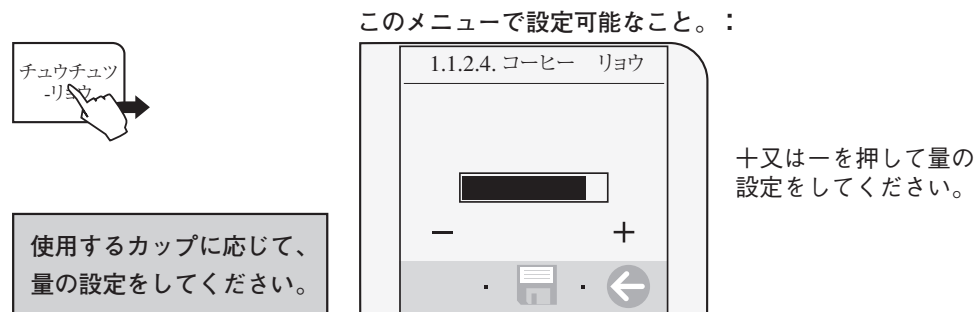 このメニューで設定可能なこと。：
チュウチュツ
-リョウ
1.1.2.4. コーヒー　リョウ
＋又は－を押して量の
設定をしてください。
－ ＋
使用するカップに応じて、
量の設定をしてください。